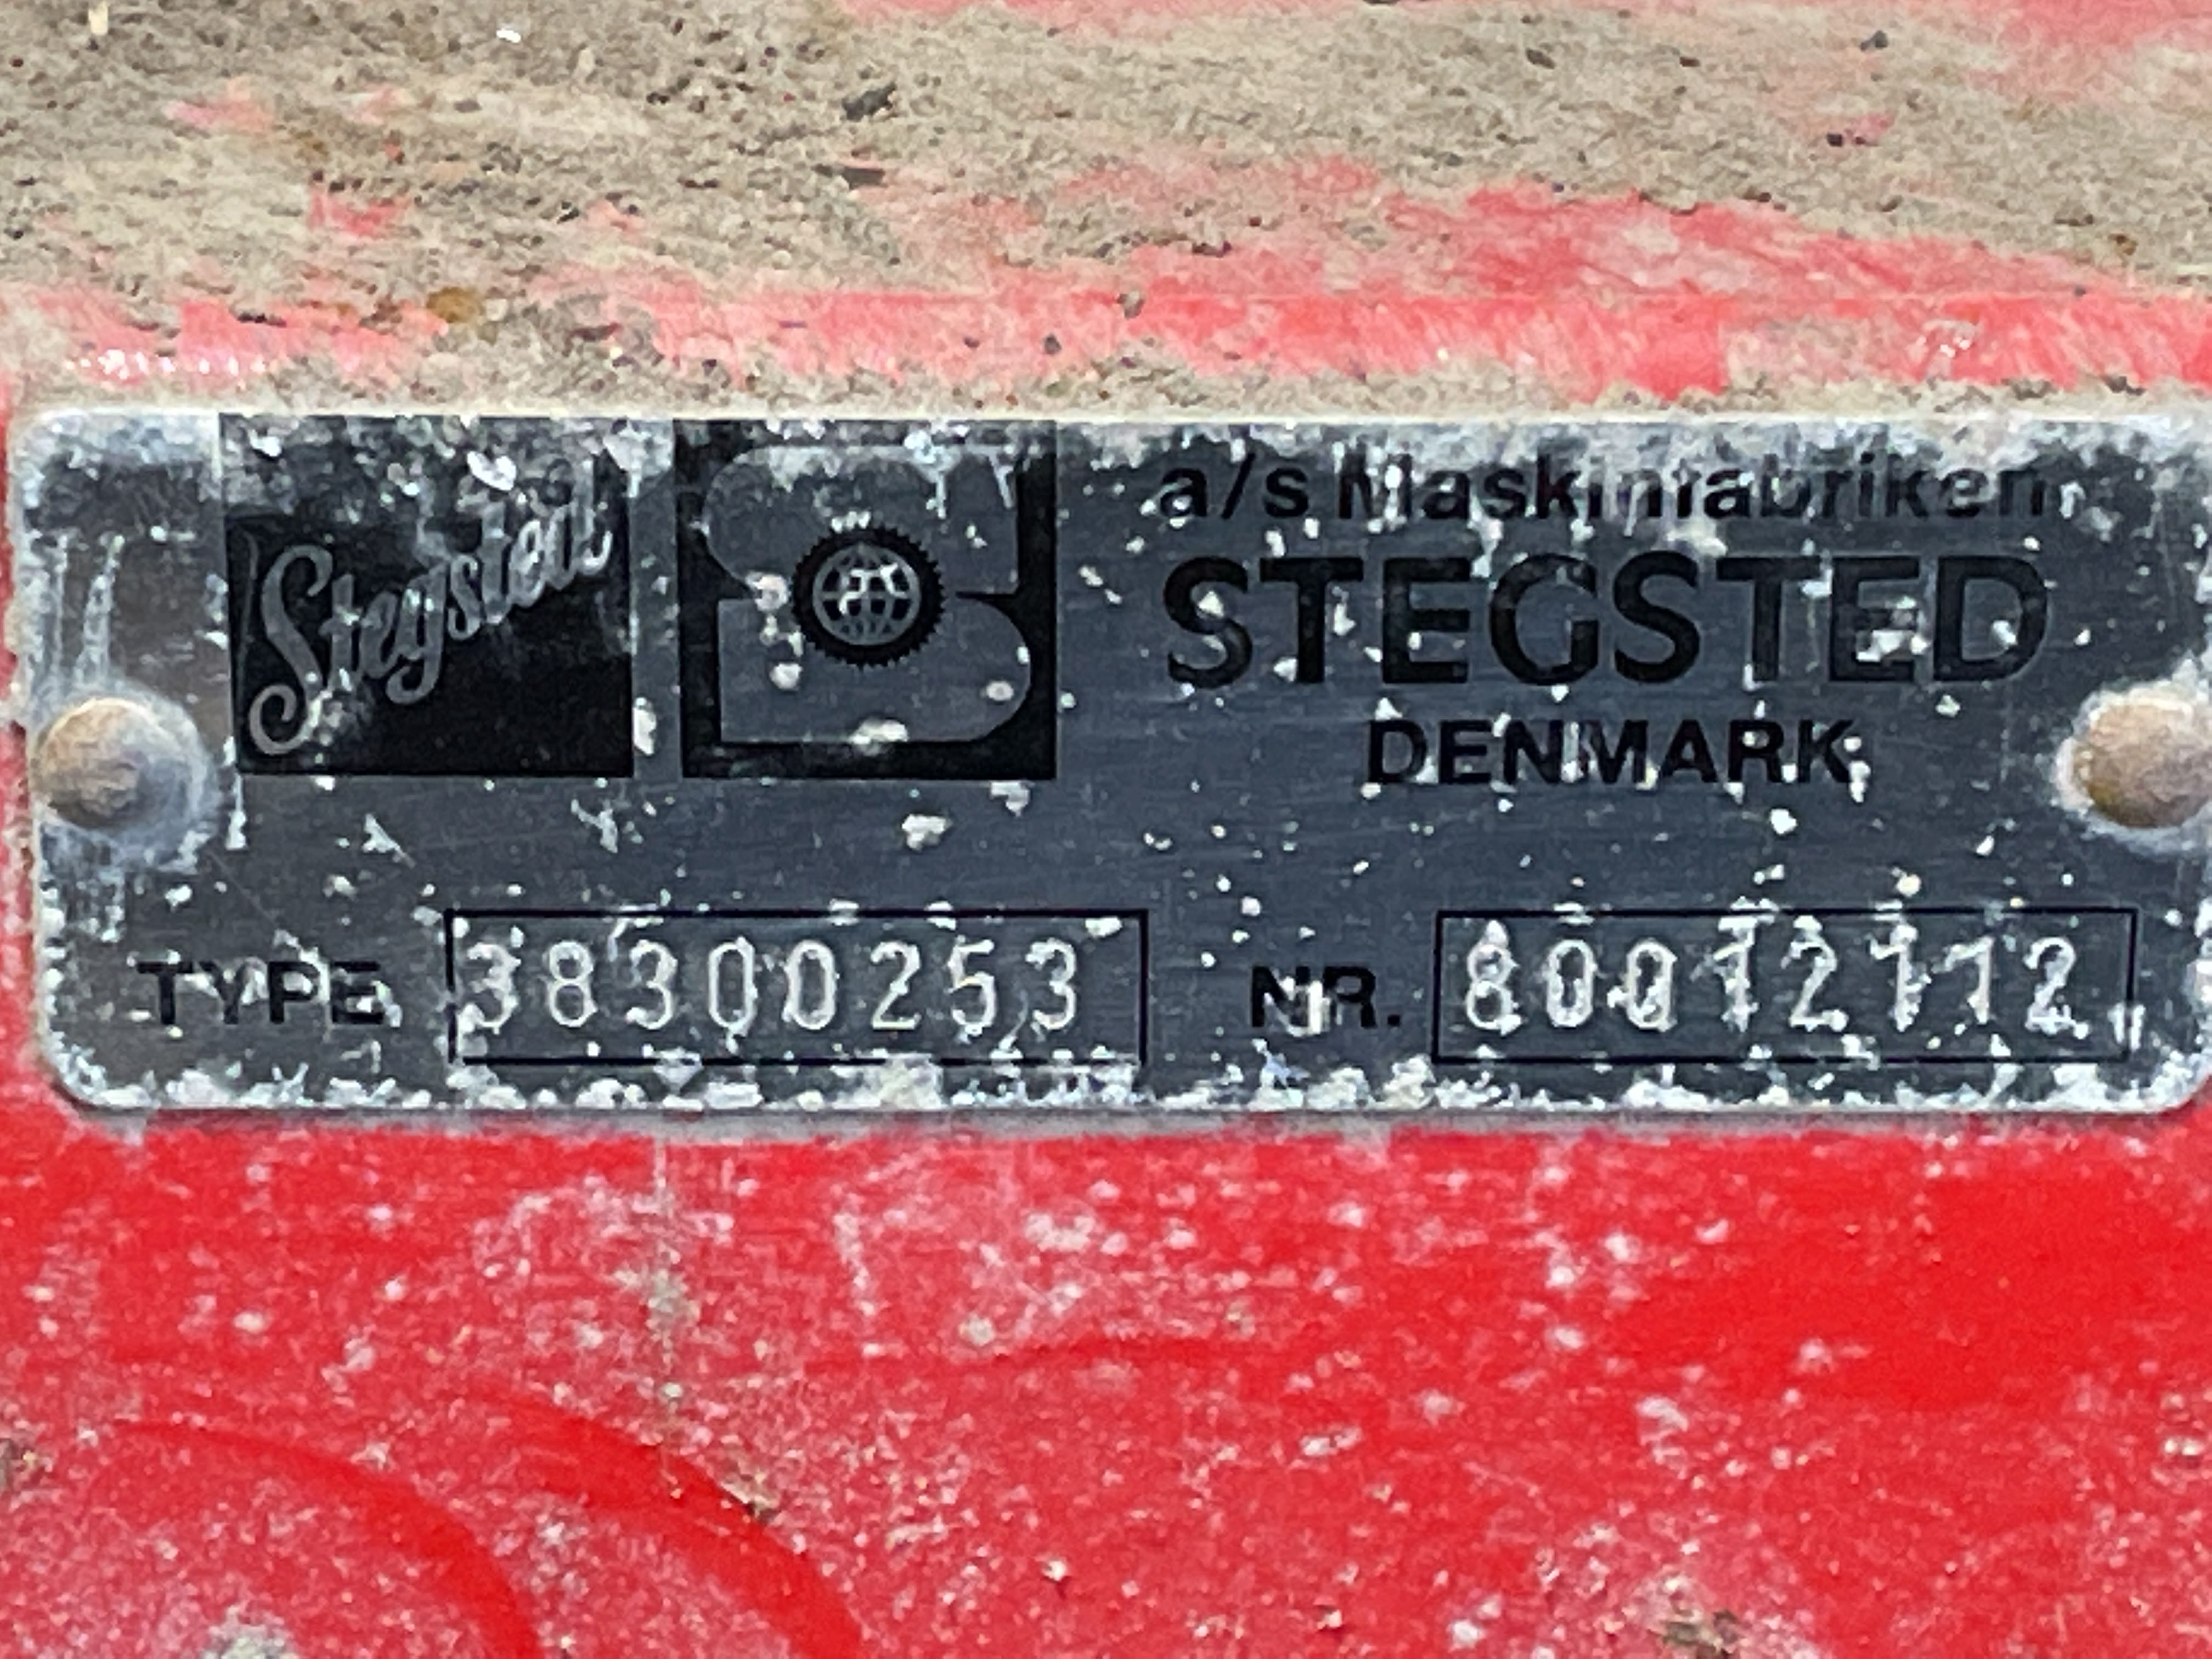 Stegsted
a/s Maskinfabriken
STEGSTED
DENMARK
TYPE 38300253 NR. 80012112